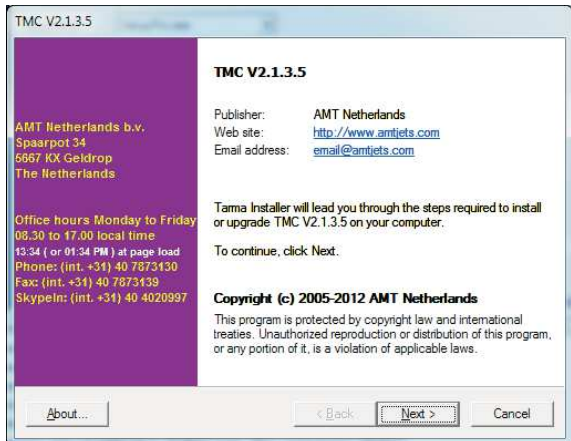 TMC V2.1.3.5
AMT Netherlands b.v.
Spaarpot 34
5667 KX Geldrop
The Netherlands
Office hours Monday to Friday
08.30 to 17.00 local time
13:34 ( or 01:34 PM ) at page load
Phone: (int. +31) 40 7873130
Fax: (int. +31) 40 7873139
SkypeIn: (int. +31) 40 4020997
TMC V2.1.3.5
Publisher: AMT Netherlands
Web site: http://www.amtjets.com
Email address: email@amtjets.com
Tarma Installer will lead you through the steps required to install
or upgrade TMC V2.1.3.5 on your computer.
To continue, click Next.
Copyright (c) 2005-2012 AMT Netherlands
This program is protected by copyright law and international
treaties. Unauthorized reproduction or distribution of this program,
or any portion of it, is a violation of applicable laws.
About... < Back Next > Cancel